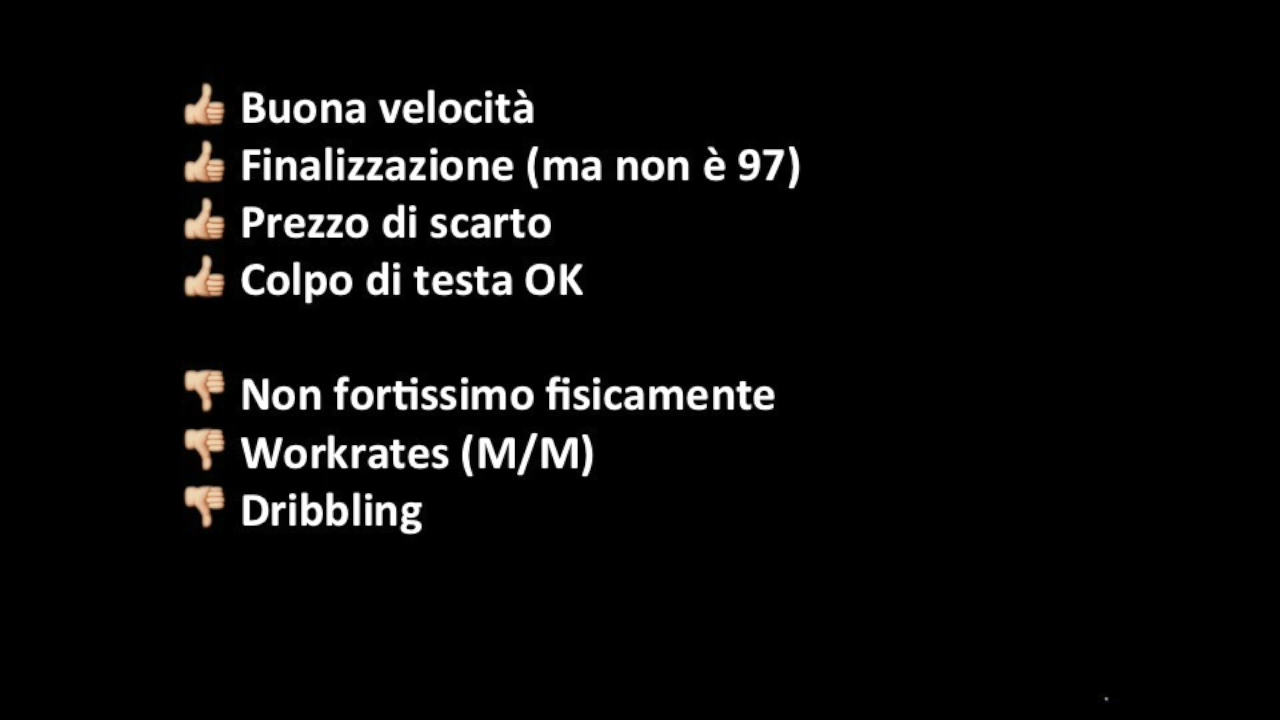 👍🏼 Buona velocità
👍🏼 Finalizzazione (ma non è 97)
👍🏼 Prezzo di scarto
👍🏼 Colpo di testa OK
👎🏼 Non fortissimo fisicamente
👎🏼 Workrates (M/M)
👎🏼 Dribbling